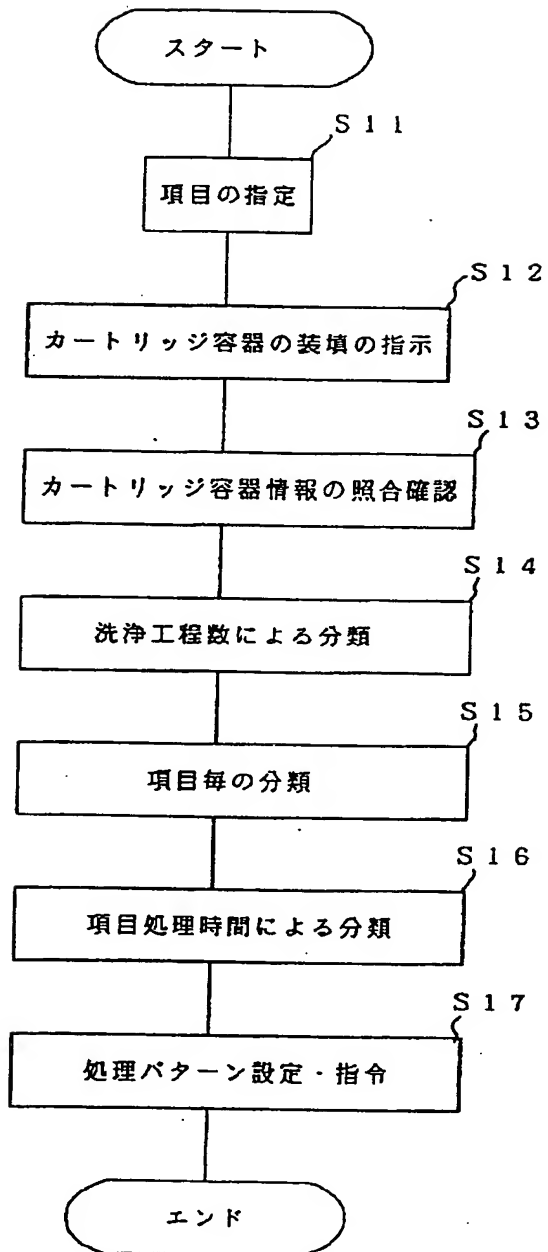 スタート
S11
項目の指定
S12
カートリッジ容器の装填の指示
S13
カートリッジ容器情報の照合確認
S14
洗浄工程数による分類
S15
項目毎の分類
S16
項目処理時間による分類
S17
処理パターン設定・指令
エンド